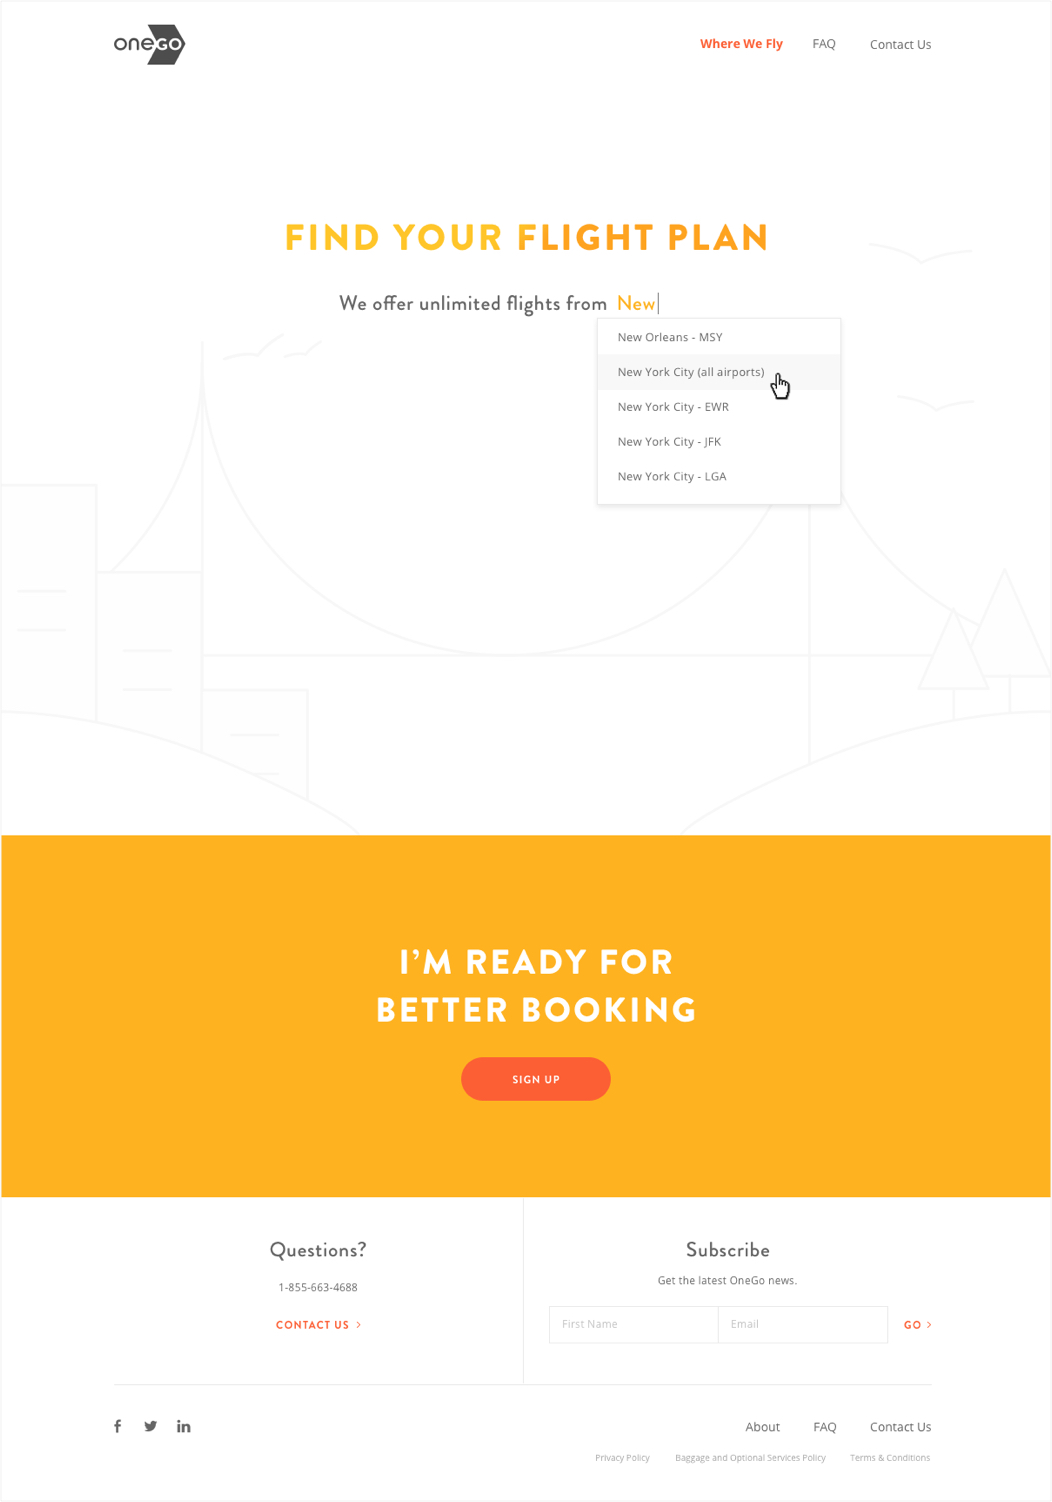 oneGO
Where We Fly FAQ Contact Us
FIND YOUR FLIGHT PLAN
We offer unlimited flights from New
New Orleans - MSY
New York City (all airports)
New York City - EWR
New York City - JFK
New York City - LGA
I'M READY FOR
BETTER BOOKING
SIGN UP
Questions?
1-855-663-4688
CONTACT US >
Subscribe
Get the latest OneGo news.
First Name Email GO >
f in About FAQ Contact Us
Privacy Policy Baggage and Optional Services Policy Terms & Conditions